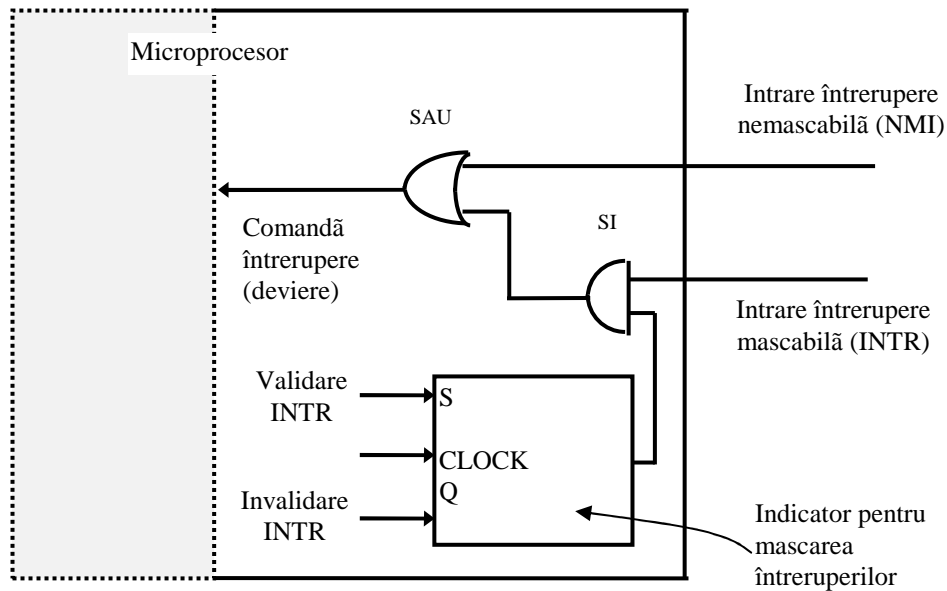 Microprocesor
SAU
Intrare întrerupere
nemascabilã (NMI)
Comandã
întrerupere
(deviere)
SI
Intrare întrerupere
mascabilã (INTR)
Validare
INTR
S
CLOCK
Q
Invalidare
INTR
Indicator pentru
mascarea
întreruperilor